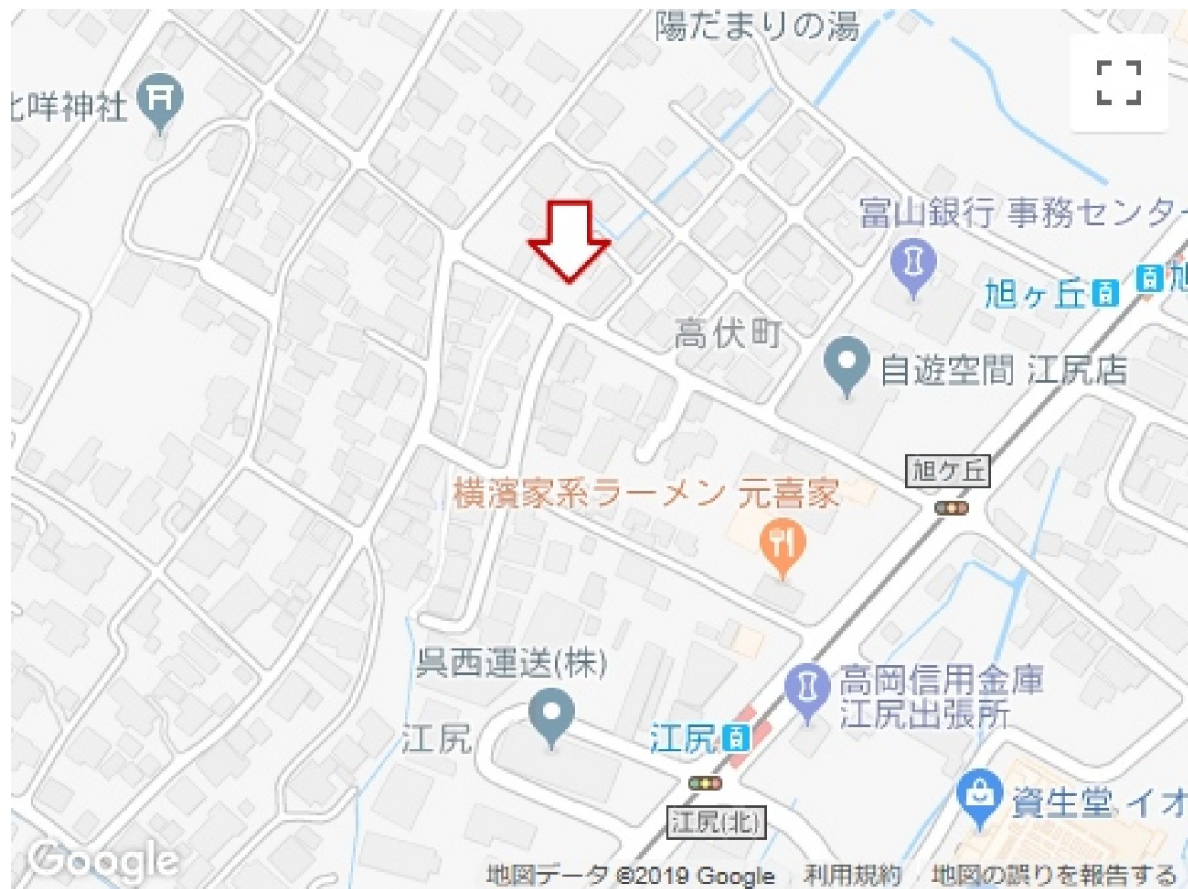 陽だまりの湯
七咩神社
富山銀行 事務センター
旭ヶ丘
旭
高伏町
自遊空間 江尻店
旭ケ丘
横濱家系ラーメン 元喜家
呉西運送(株)
高岡信用金庫
江尻出張所
江尻
江尻
資生堂 イオ
江尻(北)
Google
地図データ ©2019 Google
利用規約
地図の誤りを報告する